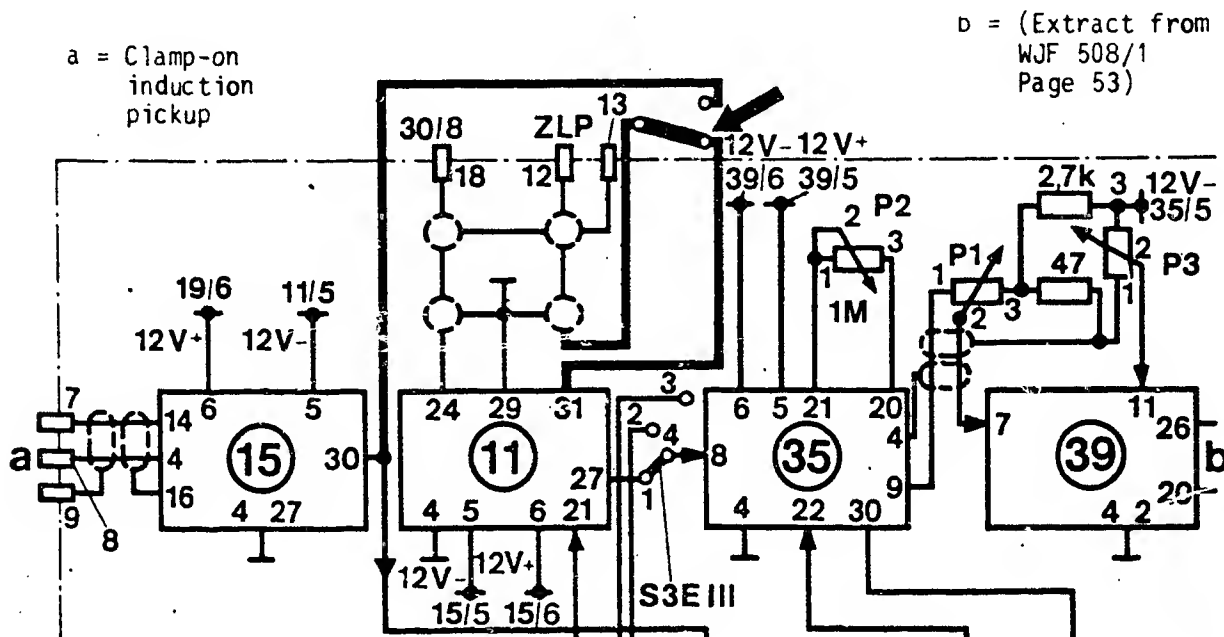 a = Clamp-on
induction
pickup
b = (Extract from
WJF 508/1
Page 53)
30/8
18
ZLP
12
13
12V- 12V+
39/6 39/5
2
P2
1
3
1M
2,7k
3
12V-
35/5
2
P3
1
P1
1
3
2
47
19/6
12V+
11/5
12V-
7
a
9
8
14
4
16
6
5
15
30
4 27
24
29
31
11
27
4
5
6
21
12V-
12V+
15/5
15/6
3
2
4
1
S3EIII
6
5
21
20
8
35
4
9
4
22
30
7
11
39
26
b
20
4
2